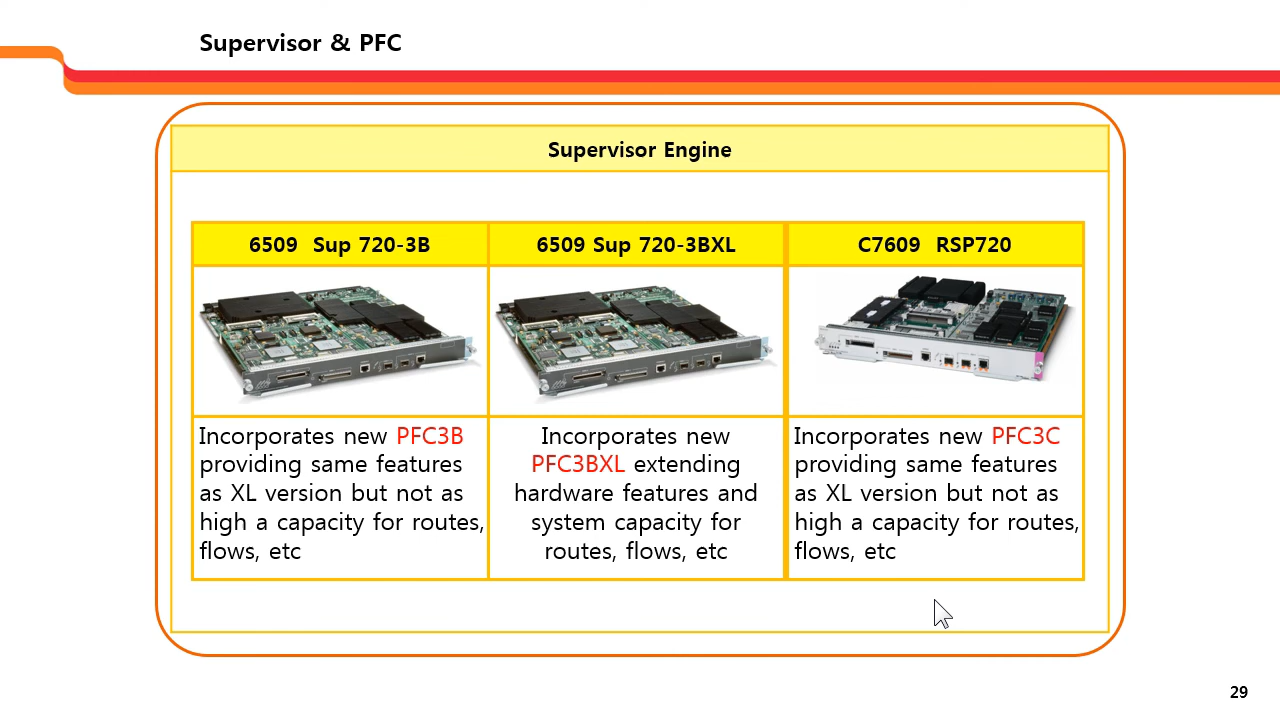 Supervisor & PFC
Supervisor Engine
6509 Sup 720-3B
6509 Sup 720-3BXL
C7609 RSP720
Incorporates new PFC3B
providing same features
as XL version but not as
high a capacity for routes,
flows, etc
Incorporates new
PFC3BXL extending
hardware features and
system capacity for
routes, flows, etc
Incorporates new PFC3C
providing same features
as XL version but not as
high a capacity for routes,
flows, etc
29